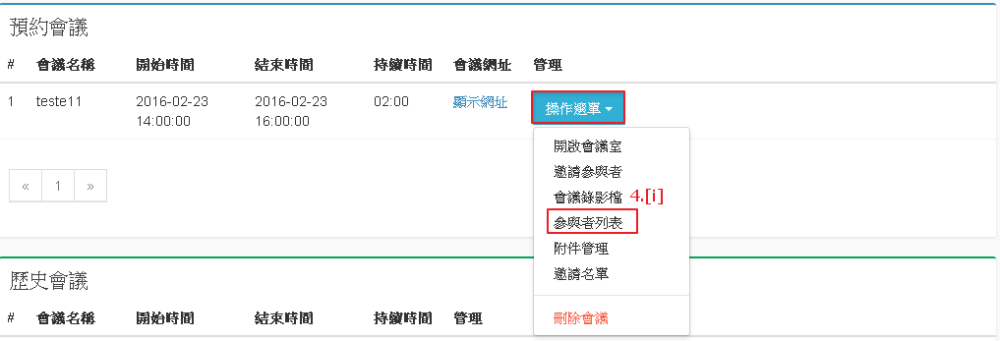 預約會議
# 會議名稱 開始時間 結束時間 持續時間 會議網址 管理
1 teste11 2016-02-23 2016-02-23 02:00 顯示網址 操作選單
14:00:00 16:00:00
開啟會議室
邀請參與者
會議錄影檔 4.[i]
參與者列表
附件管理
邀請名單
刪除會議
« 1 »
歷史會議
# 會議名稱 開始時間 結束時間 持續時間 管理